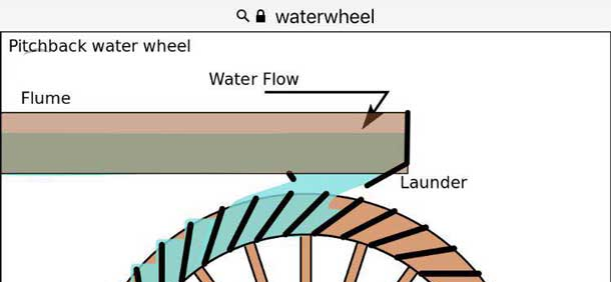 waterwheel
Pitchback water wheel
Water Flow
Flume
Launder